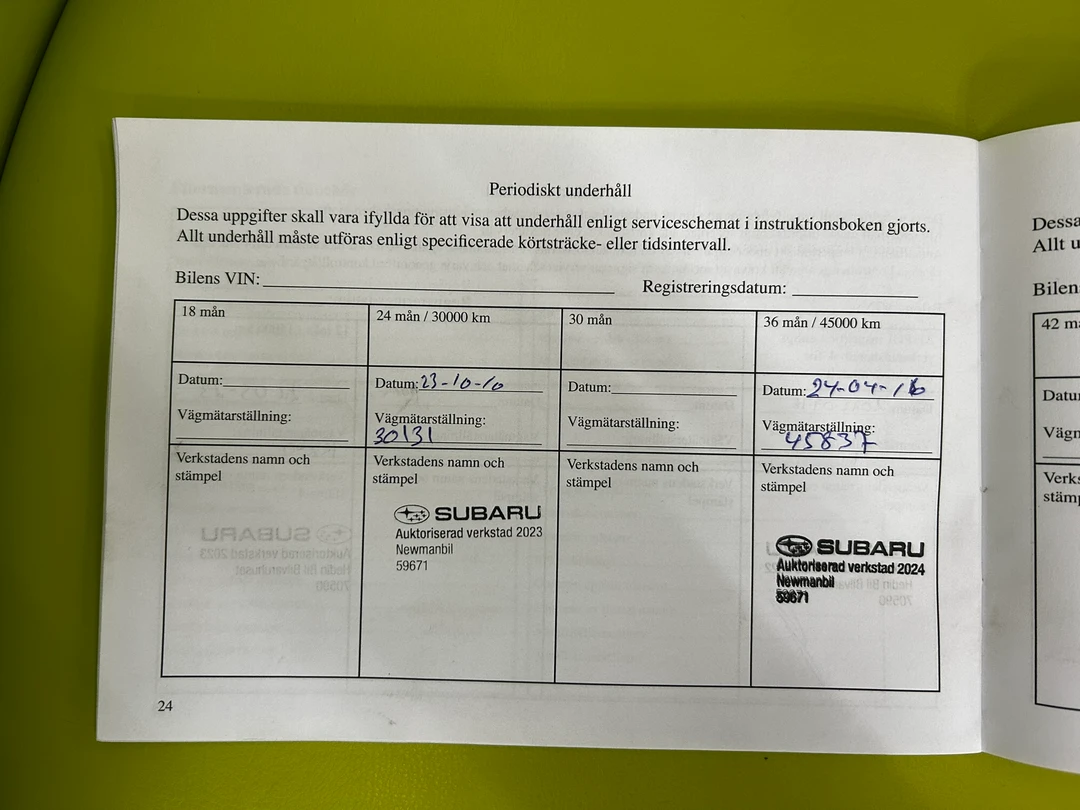 Periodiskt underhåll
Dessa uppgifter skall vara ifyllda för att visa att underhåll enligt serviceschemat i instruktionsboken gjorts.
Allt underhåll måste utföras enligt specificerade körtsträcke- eller tidsintervall.
Bilens VIN:
Registreringsdatum:
18 mån
24 mån / 30000 km
30 mån
36 mån / 45000 km
Datum:
Datum: 23-10-10
Datum:
Datum: 24-04-16
Vägmätarställning:
Vägmätarställning:
30131
Vägmätarställning:
Vägmätarställning:
45837
Verkstadens namn och
stämpel
Verkstadens namn och
stämpel
SUBARU
Auktoriserad verkstad 2023
Newmanbil
59671
Verkstadens namn och
stämpel
Verkstadens namn och
stämpel
SUBARU
Auktoriserad verkstad 2024
Newmanbil
59671
24
Dessa
Allt u
Bilens
42 m
Datu
Vägm
Verks
stäm